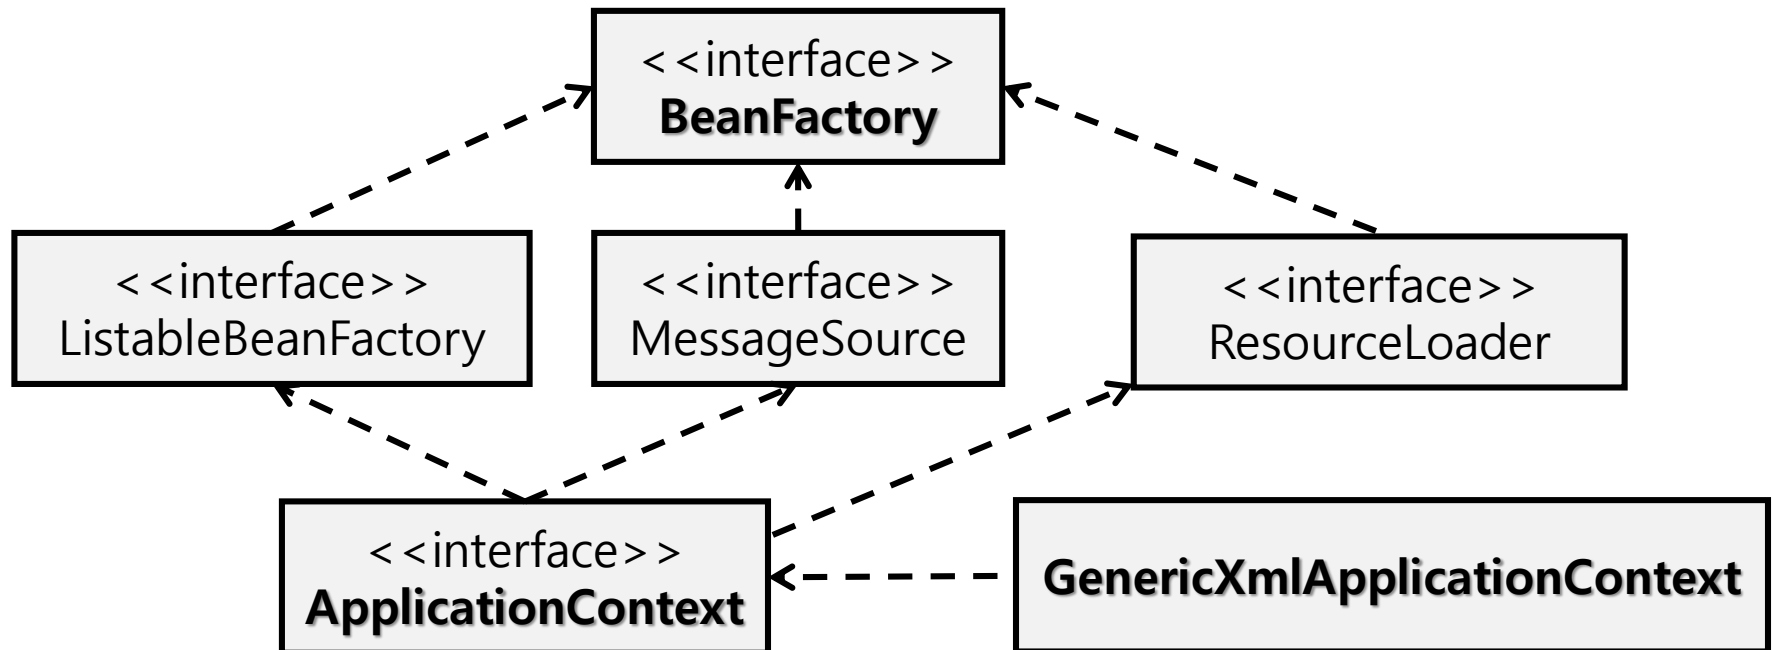 <<interface>>
BeanFactory
<<interface>>
ListableBeanFactory
<<interface>>
MessageSource
<<interface>>
ResourceLoader
<<interface>>
ApplicationContext
GenericXmlApplicationContext